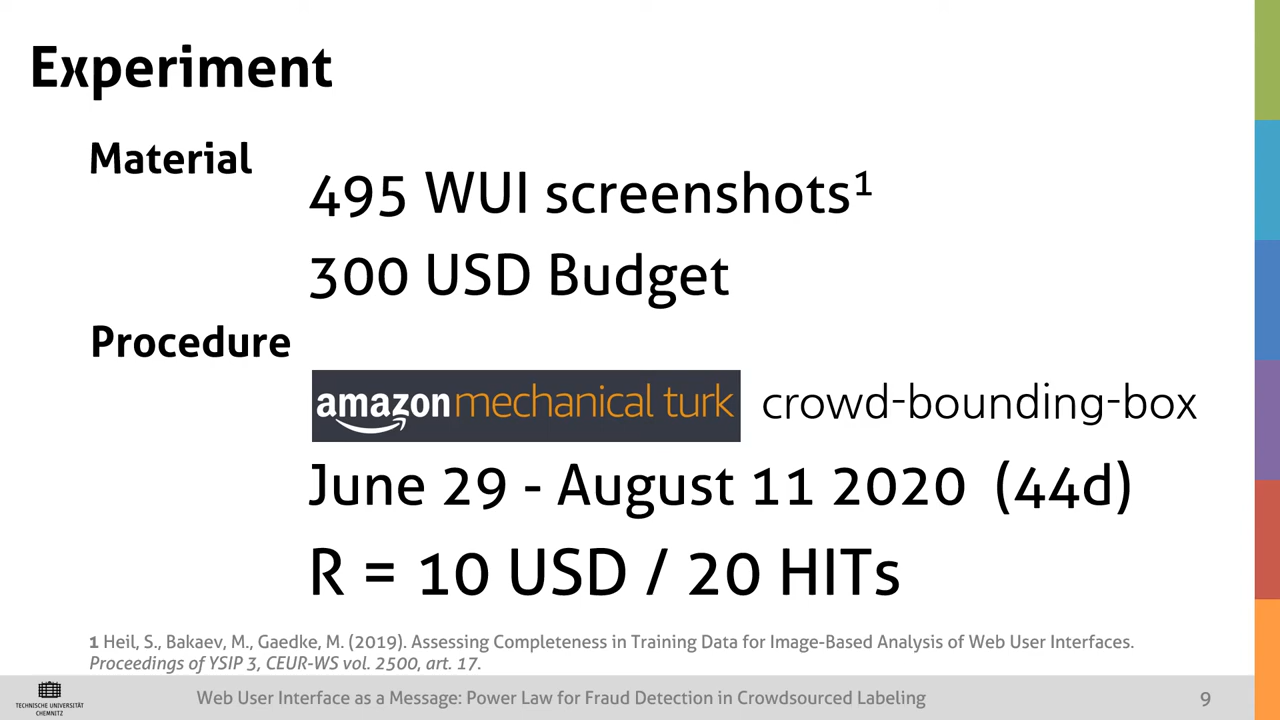 Experiment
Material
495 WUI screenshots¹
300 USD Budget
Procedure
amazon mechanical turk crowd-bounding-box
June 29 - August 11 2020 (44d)
R = 10 USD / 20 HITs
1 Heil, S., Bakaev, M., Gaedke, M. (2019). Assessing Completeness in Training Data for Image-Based Analysis of Web User Interfaces.
Proceedings of YSIP 3, CEUR-WS vol. 2500, art. 17.
TECHNISCHE UNIVERSITÄT
CHEMNITZ
Web User Interface as a Message: Power Law for Fraud Detection in Crowdsourced Labeling
9